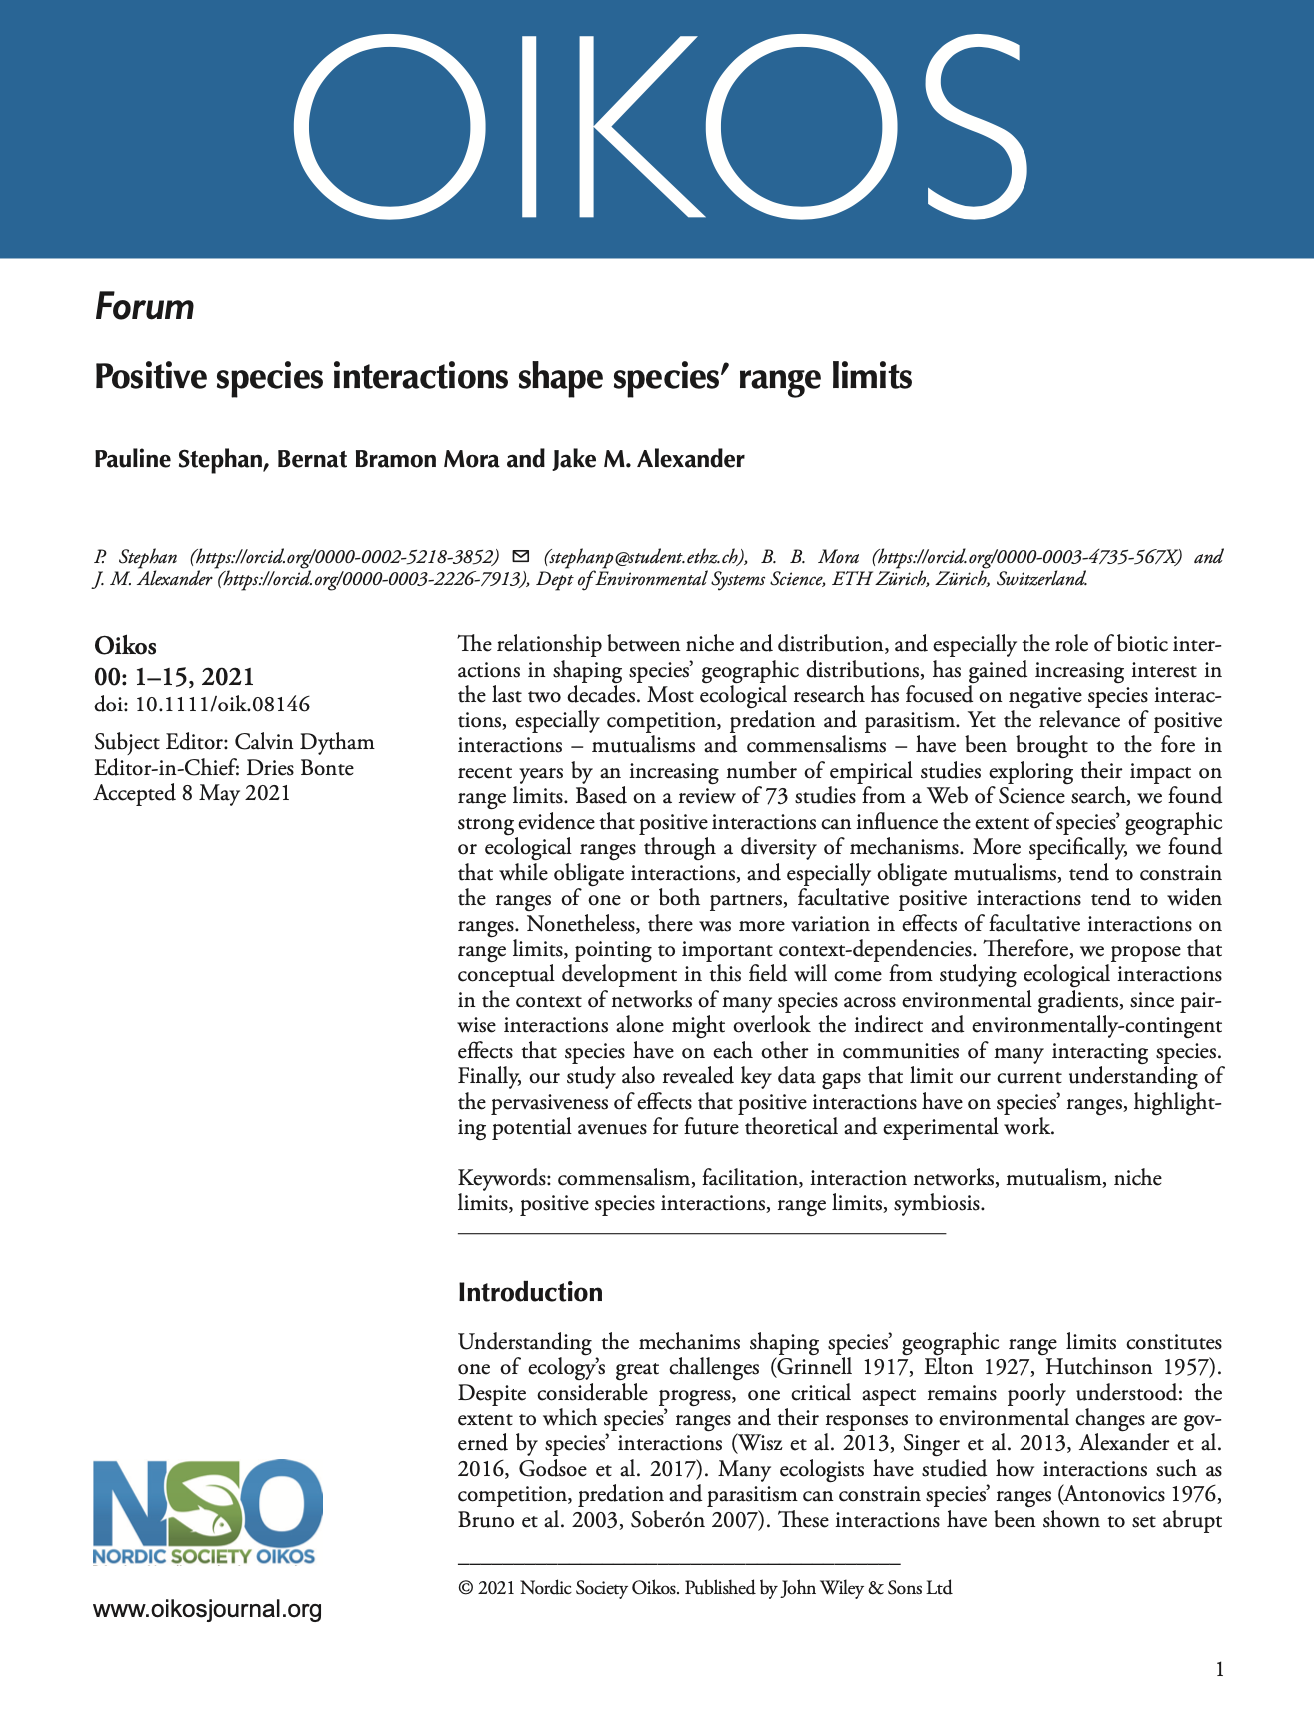 OIKOS
Forum
Positive species interactions shape species’ range limits
Pauline Stephan, Bernat Bramon Mora and Jake M. Alexander
P. Stephan (https://orcid.org/0000-0002-5218-3852) ✉ (stephanp@student.ethz.ch), B. B. Mora (https://orcid.org/0000-0003-4735-567X) and
J. M. Alexander (https://orcid.org/0000-0003-2226-7913), Dept of Environmental Systems Science, ETH Zürich, Zürich, Switzerland.
Oikos
00: 1–15, 2021
doi: 10.1111/oik.08146
Subject Editor: Calvin Dytham
Editor-in-Chief: Dries Bonte
Accepted 8 May 2021
The relationship between niche and distribution, and especially the role of biotic inter-
actions in shaping species’ geographic distributions, has gained increasing interest in
the last two decades. Most ecological research has focused on negative species interac-
tions, especially competition, predation and parasitism. Yet the relevance of positive
interactions – mutualisms and commensalisms – have been brought to the fore in
recent years by an increasing number of empirical studies exploring their impact on
range limits. Based on a review of 73 studies from a Web of Science search, we found
strong evidence that positive interactions can influence the extent of species’ geographic
or ecological ranges through a diversity of mechanisms. More specifically, we found
that while obligate interactions, and especially obligate mutualisms, tend to constrain
the ranges of one or both partners, facultative positive interactions tend to widen
ranges. Nonetheless, there was more variation in effects of facultative interactions on
range limits, pointing to important context-dependencies. Therefore, we propose that
conceptual development in this field will come from studying ecological interactions
in the context of networks of many species across environmental gradients, since pair-
wise interactions alone might overlook the indirect and environmentally-contingent
effects that species have on each other in communities of many interacting species.
Finally, our study also revealed key data gaps that limit our current understanding of
the pervasiveness of effects that positive interactions have on species’ ranges, highlight-
ing potential avenues for future theoretical and experimental work.
Keywords: commensalism, facilitation, interaction networks, mutualism, niche
limits, positive species interactions, range limits, symbiosis.
Introduction
Understanding the mechanims shaping species’ geographic range limits constitutes
one of ecology’s great challenges (Grinnell 1917, Elton 1927, Hutchinson 1957).
Despite considerable progress, one critical aspect remains poorly understood: the
extent to which species’ ranges and their responses to environmental changes are gov-
erned by species’ interactions (Wisz et al. 2013, Singer et al. 2013, Alexander et al.
2016, Godsoe et al. 2017). Many ecologists have studied how interactions such as
competition, predation and parasitism can constrain species’ ranges (Antonovics 1976,
Bruno et al. 2003, Soberón 2007). These interactions have been shown to set abrupt
NSO
NORDIC SOCIETY OIKOS
www.oikosjournal.org
© 2021 Nordic Society Oikos. Published by John Wiley & Sons Ltd
1